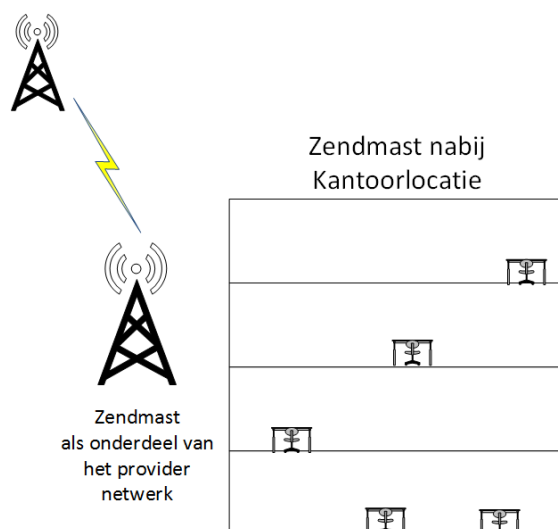 Zendmast nabij
Kantoorlocatie
Zendmast
als onderdeel van
het provider
netwerk